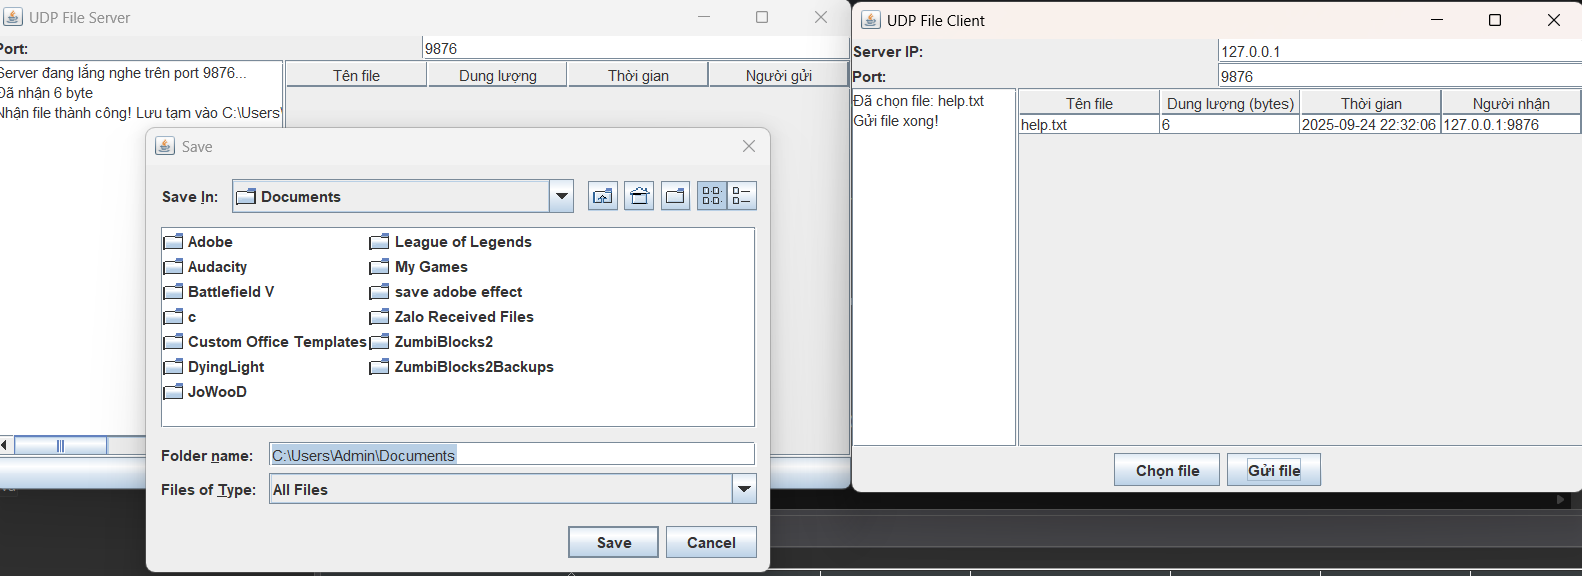 UDP File Server
Port:
9876
Server đang lắng nghe trên port 9876...
Đã nhận 6 byte
Nhận file thành công! Lưu tạm vào C:\Users\
Tên file
Dung lượng
Thời gian
Người gửi
Save
Save In:
Documents
Adobe
Audacity
Battlefield V
c
Custom Office Templates
DyingLight
JoWooD
League of Legends
My Games
save adobe effect
Zalo Received Files
ZumbiBlocks2
ZumbiBlocks2Backups
Folder name:
C:\Users\Admin\Documents
Files of Type:
All Files
Save
Cancel
UDP File Client
Server IP:
127.0.0.1
Port:
9876
Đã chọn file: help.txt
Gửi file xong!
Tên file
Dung lượng (bytes)
Thời gian
Người nhận
help.txt
6
2025-09-24 22:32:06
127.0.0.1:9876
Chọn file
Gửi file